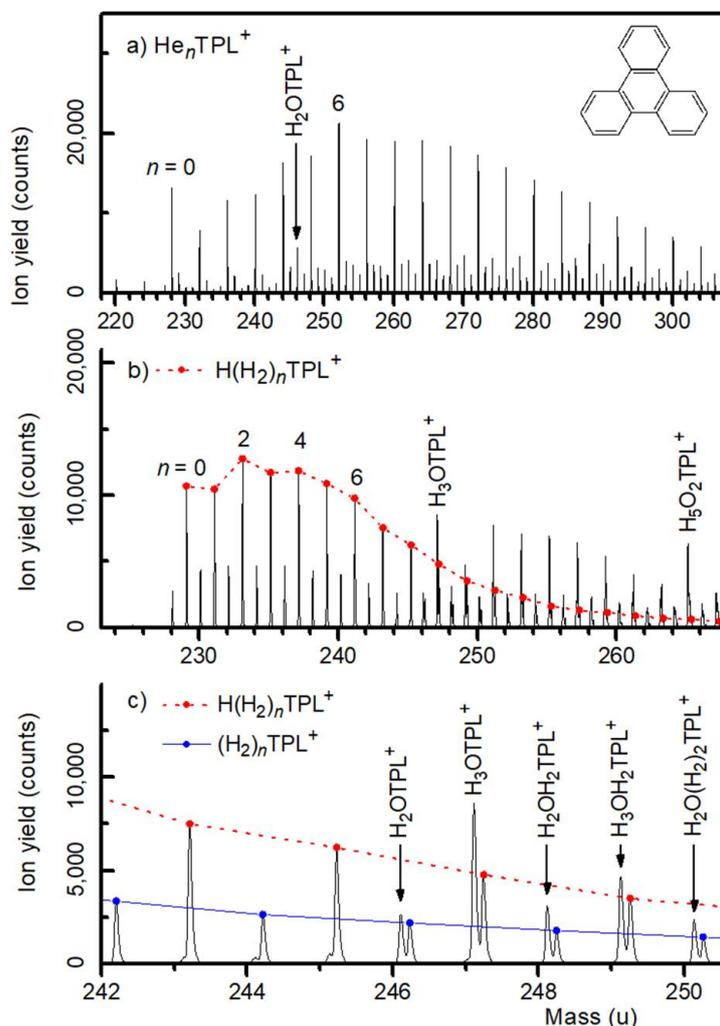 a) HeₙTPL⁺
H₂OTPL⁺
6
n = 0
20,000
0
Ion yield (counts)
220 230 240 250 260 270 280 290 300
b) H(H₂)ₙTPL⁺
n = 0
2
4
6
H₃OTPL⁺
H₅O₂TPL⁺
20,000
10,000
0
Ion yield (counts)
230 240 250 260
c) H(H₂)ₙTPL⁺
(H₂)ₙTPL⁺
H₂OTPL⁺
H₃OTPL⁺
H₂OH₂TPL⁺
H₃OH₂TPL⁺
H₂O(H₂)₂TPL⁺
10,000
5,000
0
Ion yield (counts)
242 244 246 248 250
Mass (u)